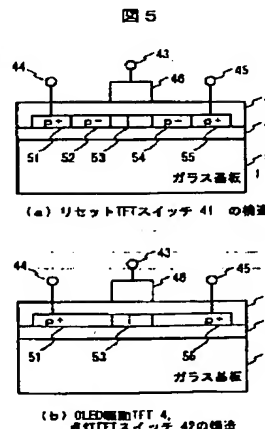 図5
43
44 46 45
p+ p- p- p+
51 52 53 54 55
ガラス基板
(a) リセットTFTスイッチ 41 の構造
43
44 46 45
p+ i p+
51 53 55
ガラス基板
(b) OLED駆動TFT 4,
点灯TFTスイッチ 42の構造